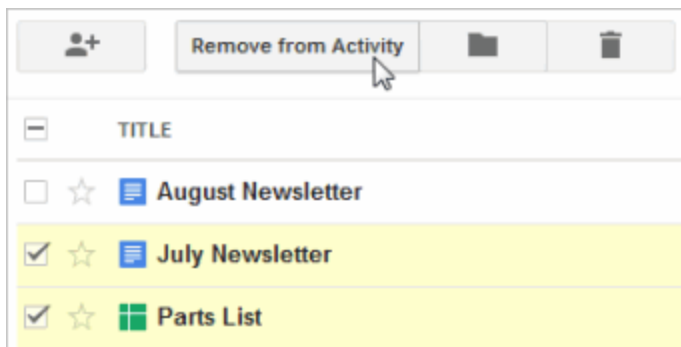 Remove from Activity
TITLE
August Newsletter
July Newsletter
Parts List